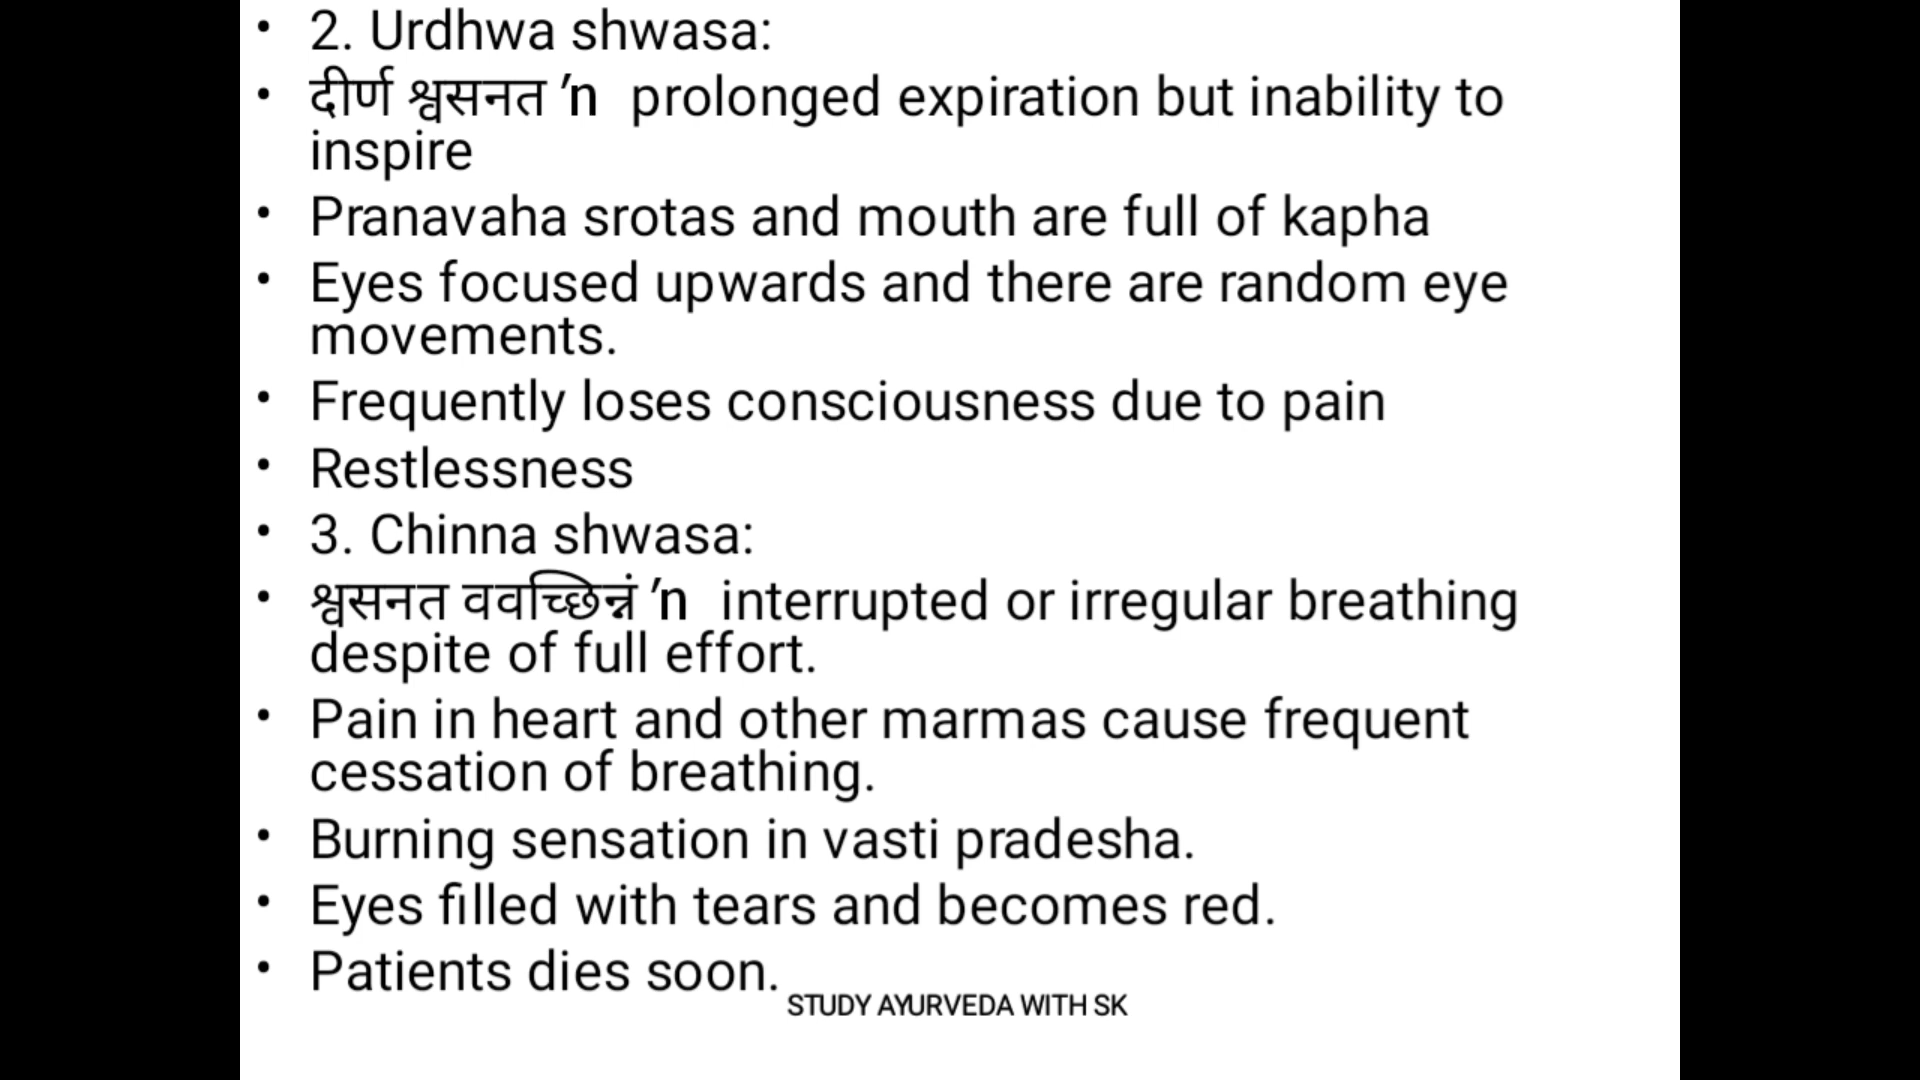 • 2. Urdhwa shwasa:
• दीर्ण श्वसनत ’n prolonged expiration but inability to
inspire
• Pranavaha srotas and mouth are full of kapha
• Eyes focused upwards and there are random eye
movements.
• Frequently loses consciousness due to pain
• Restlessness
• 3. Chinna shwasa:
• श्वसनत ववच्छिन्नं ’n interrupted or irregular breathing
despite of full effort.
• Pain in heart and other marmas cause frequent
cessation of breathing.
• Burning sensation in vasti pradesha.
• Eyes filled with tears and becomes red.
• Patients dies soon.
STUDY AYURVEDA WITH SK